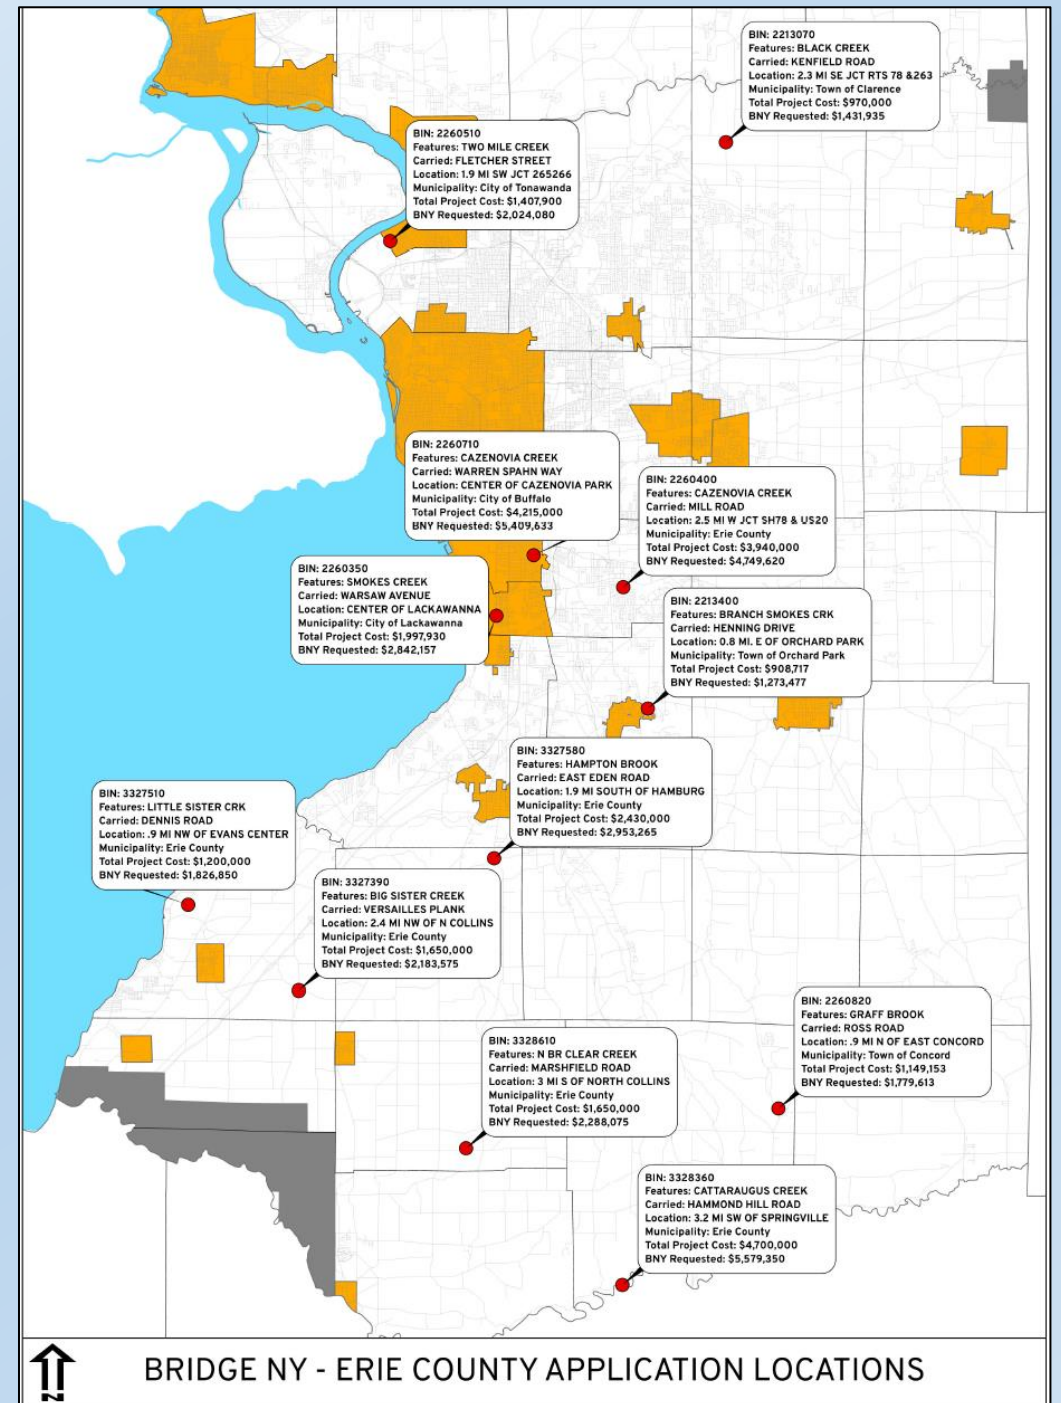 BIN: 2213070
Features: BLACK CREEK
Carried: KENFIELD ROAD
Location: 2.3 MI SE JCT RTS 78 &263
Municipality: Town of Clarence
Total Project Cost: $970,000
BNY Requested: $1,431,935
BIN: 2260510
Features: TWO MILE CREEK
Carried: FLETCHER STREET
Location: 1.9 MI SW JCT 265266
Municipality: City of Tonawanda
Total Project Cost: $1,407,900
BNY Requested: $2,024,080
BIN: 2260710
Features: CAZENOVIA CREEK
Carried: WARREN SPAHN WAY
Location: CENTER OF CAZENOVIA PARK
Municipality: City of Buffalo
Total Project Cost: $4,215,000
BNY Requested: $5,409,633
BIN: 2260400
Features: CAZENOVIA CREEK
Carried: MILL ROAD
Location: 2.5 MI W JCT SH78 & US20
Municipality: Erie County
Total Project Cost: $3,940,000
BNY Requested: $4,749,620
BIN: 2260350
Features: SMOKES CREEK
Carried: WARSAW AVENUE
Location: CENTER OF LACKAWANNA
Municipality: City of Lackawanna
Total Project Cost: $1,997,930
BNY Requested: $2,842,157
BIN: 2213400
Features: BRANCH SMOKES CRK
Carried: HENNING DRIVE
Location: 0.8 MI. E OF ORCHARD PARK
Municipality: Town of Orchard Park
Total Project Cost: $908,717
BNY Requested: $1,273,477
BIN: 3327580
Features: HAMPTON BROOK
Carried: EAST EDEN ROAD
Location: 1.9 MI SOUTH OF HAMBURG
Municipality: Erie County
Total Project Cost: $2,430,000
BNY Requested: $2,953,265
BIN: 3327510
Features: LITTLE SISTER CRK
Carried: DENNIS ROAD
Location: .9 MI NW OF EVANS CENTER
Municipality: Erie County
Total Project Cost: $1,200,000
BNY Requested: $1,826,850
BIN: 3327390
Features: BIG SISTER CREEK
Carried: VERSAILLES PLANK
Location: 2.4 MI NW OF N COLLINS
Municipality: Erie County
Total Project Cost: $1,650,000
BNY Requested: $2,183,575
BIN: 2260820
Features: GRAFF BROOK
Carried: ROSS ROAD
Location: .9 MI N OF EAST CONCORD
Municipality: Town of Concord
Total Project Cost: $1,149,153
BNY Requested: $1,779,613
BIN: 3328610
Features: N BR CLEAR CREEK
Carried: MARSHFIELD ROAD
Location: 3 MI S OF NORTH COLLINS
Municipality: Erie County
Total Project Cost: $1,650,000
BNY Requested: $2,288,075
BIN: 3328360
Features: CATTARAUGUS CREEK
Carried: HAMMOND HILL ROAD
Location: 3.2 MI SW OF SPRINGVILLE
Municipality: Erie County
Total Project Cost: $4,700,000
BNY Requested: $5,579,350
N
BRIDGE NY - ERIE COUNTY APPLICATION LOCATIONS